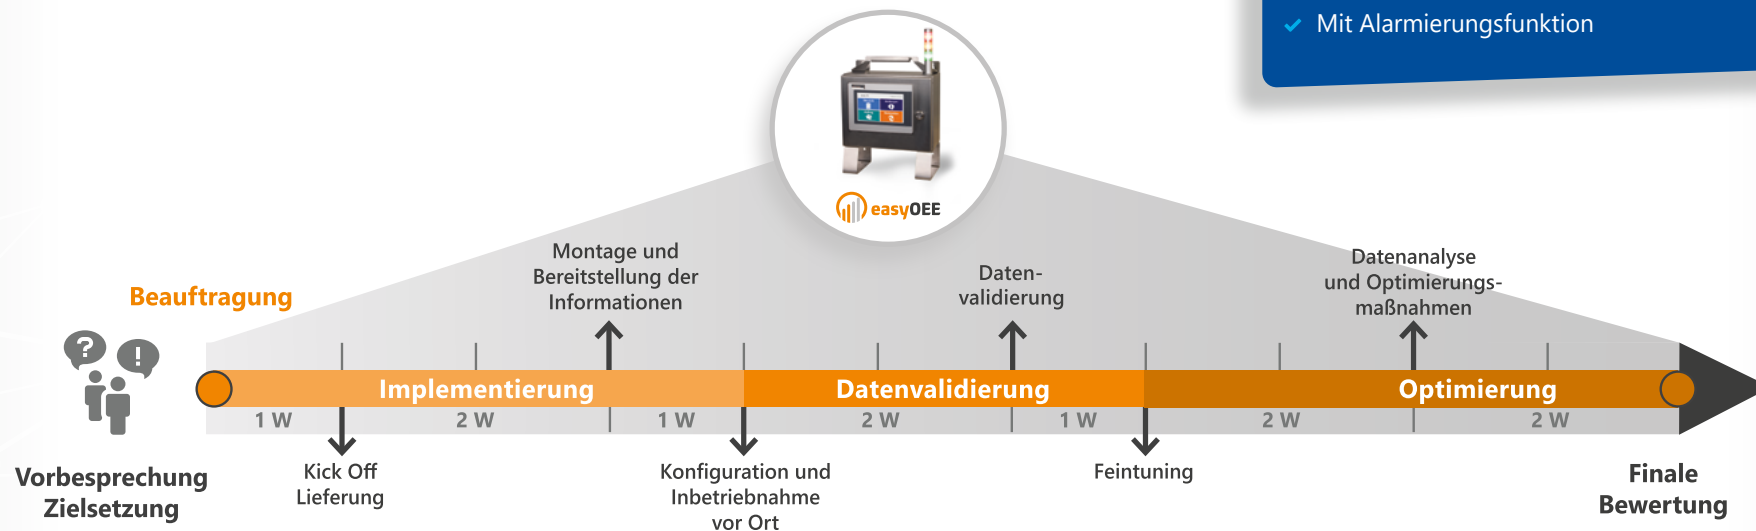 Mit Alarmierungsfunktion
easyOEE
Montage und
Bereitstellung der
Informationen
Daten-
validierung
Datenanalyse
und Optimierungs-
maßnahmen
Beauftragung
? !
Implementierung
Datenvalidierung
Optimierung
1 W
2 W
1 W
2 W
1 W
2 W
2 W
Vorbesprechung
Zielsetzung
Kick Off
Lieferung
Konfiguration und
Inbetriebnahme
vor Ort
Feintuning
Finale
Bewertung